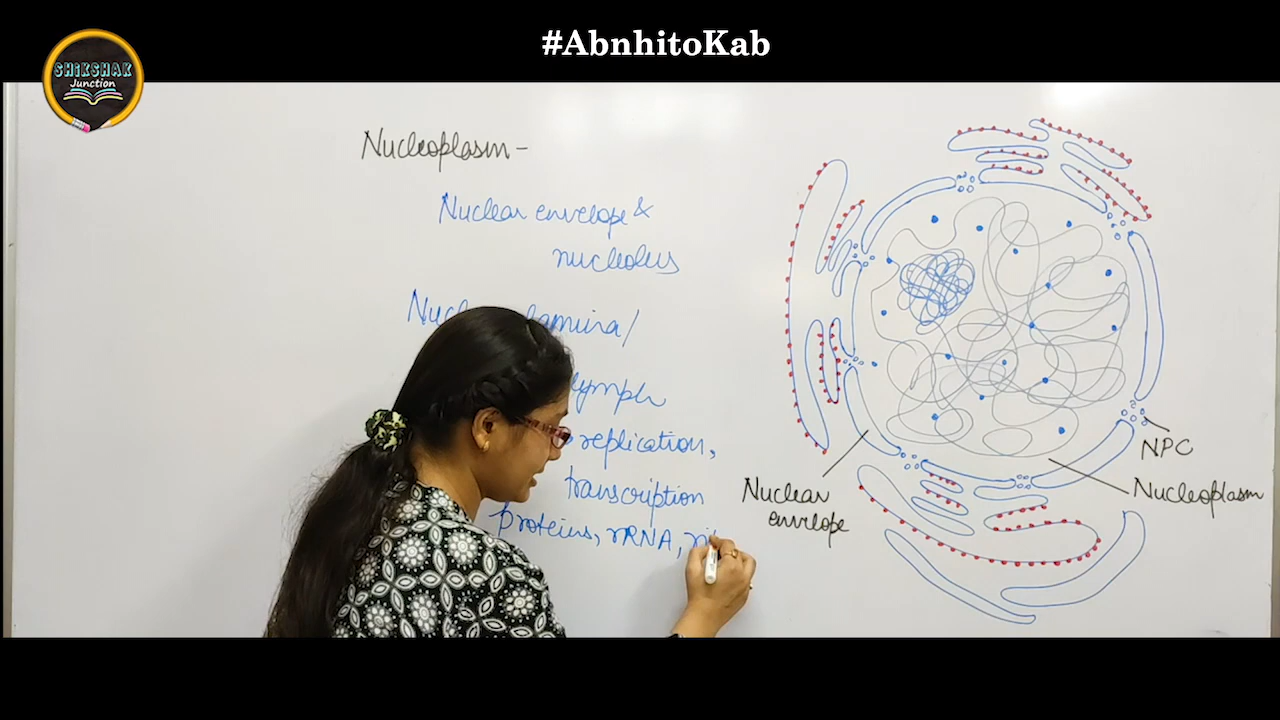 #AbnhitoKab
SHIKSHAK
Junction
Nucleoplasm -
Nuclear envelope &
nucleolus
lamina/
lymph
replication,
transcription
proteins, rRNA,
Nuclear
envelope
NPC
Nucleoplasm